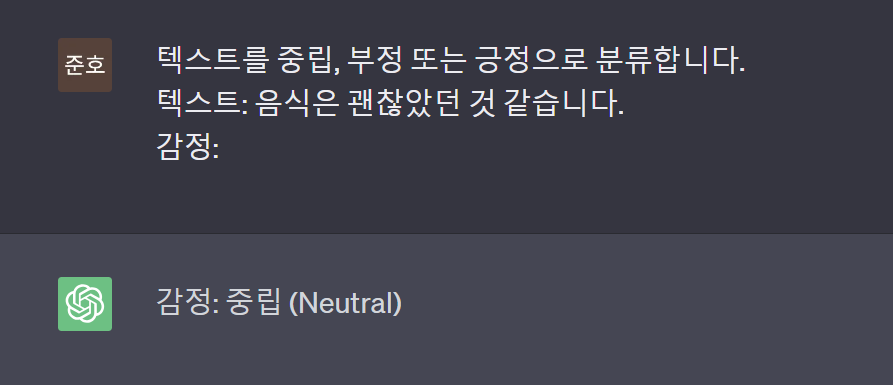 준호
텍스트를 중립, 부정 또는 긍정으로 분류합니다.
텍스트: 음식은 괜찮았던 것 같습니다.
감정:
감정: 중립 (Neutral)